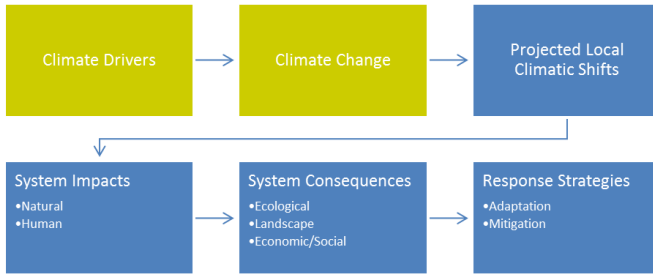 Climate Drivers
Climate Change
Projected Local
Climatic Shifts
System Impacts
•Natural
•Human
System Consequences
•Ecological
•Landscape
•Economic/Social
Response Strategies
•Adaptation
•Mitigation